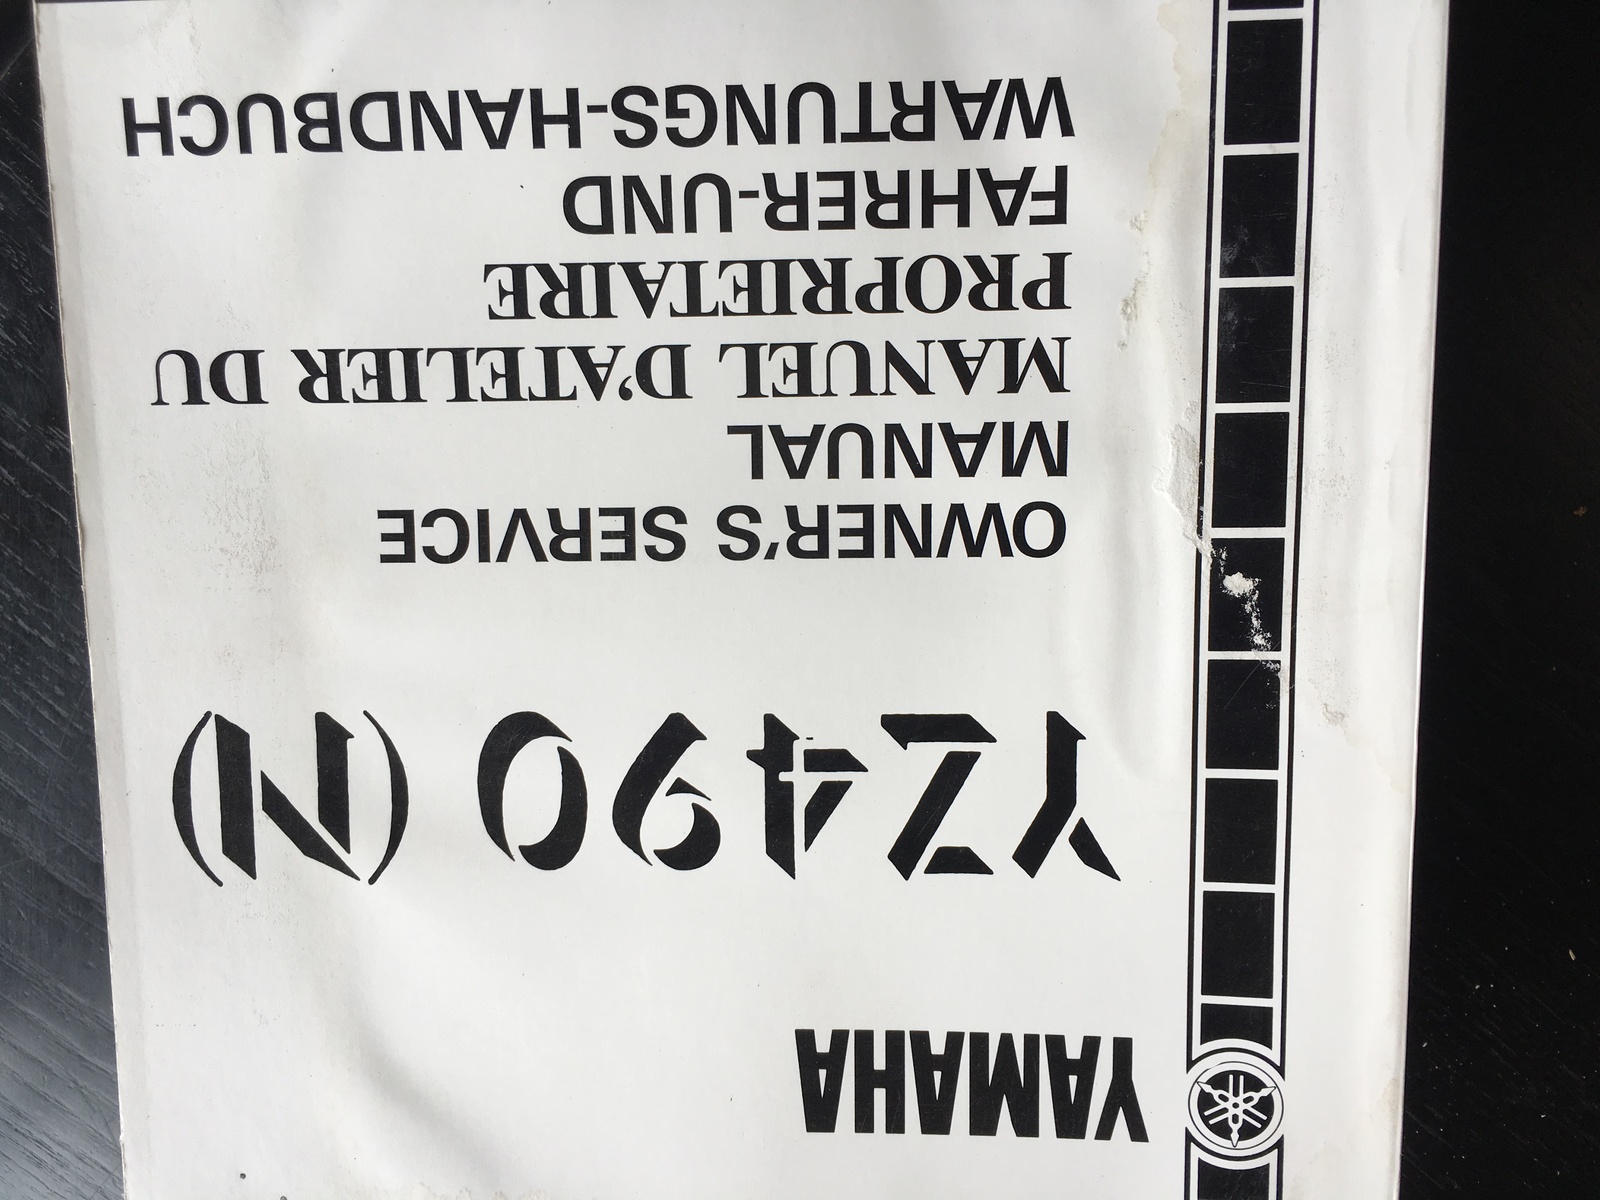 YAMAHA
YZ490 (N)
OWNER'S SERVICE
MANUAL
MANUEL D'ATELIER DU
PROPRIETAIRE
FAHRER-UND
WARTUNGS-HANDBUCH